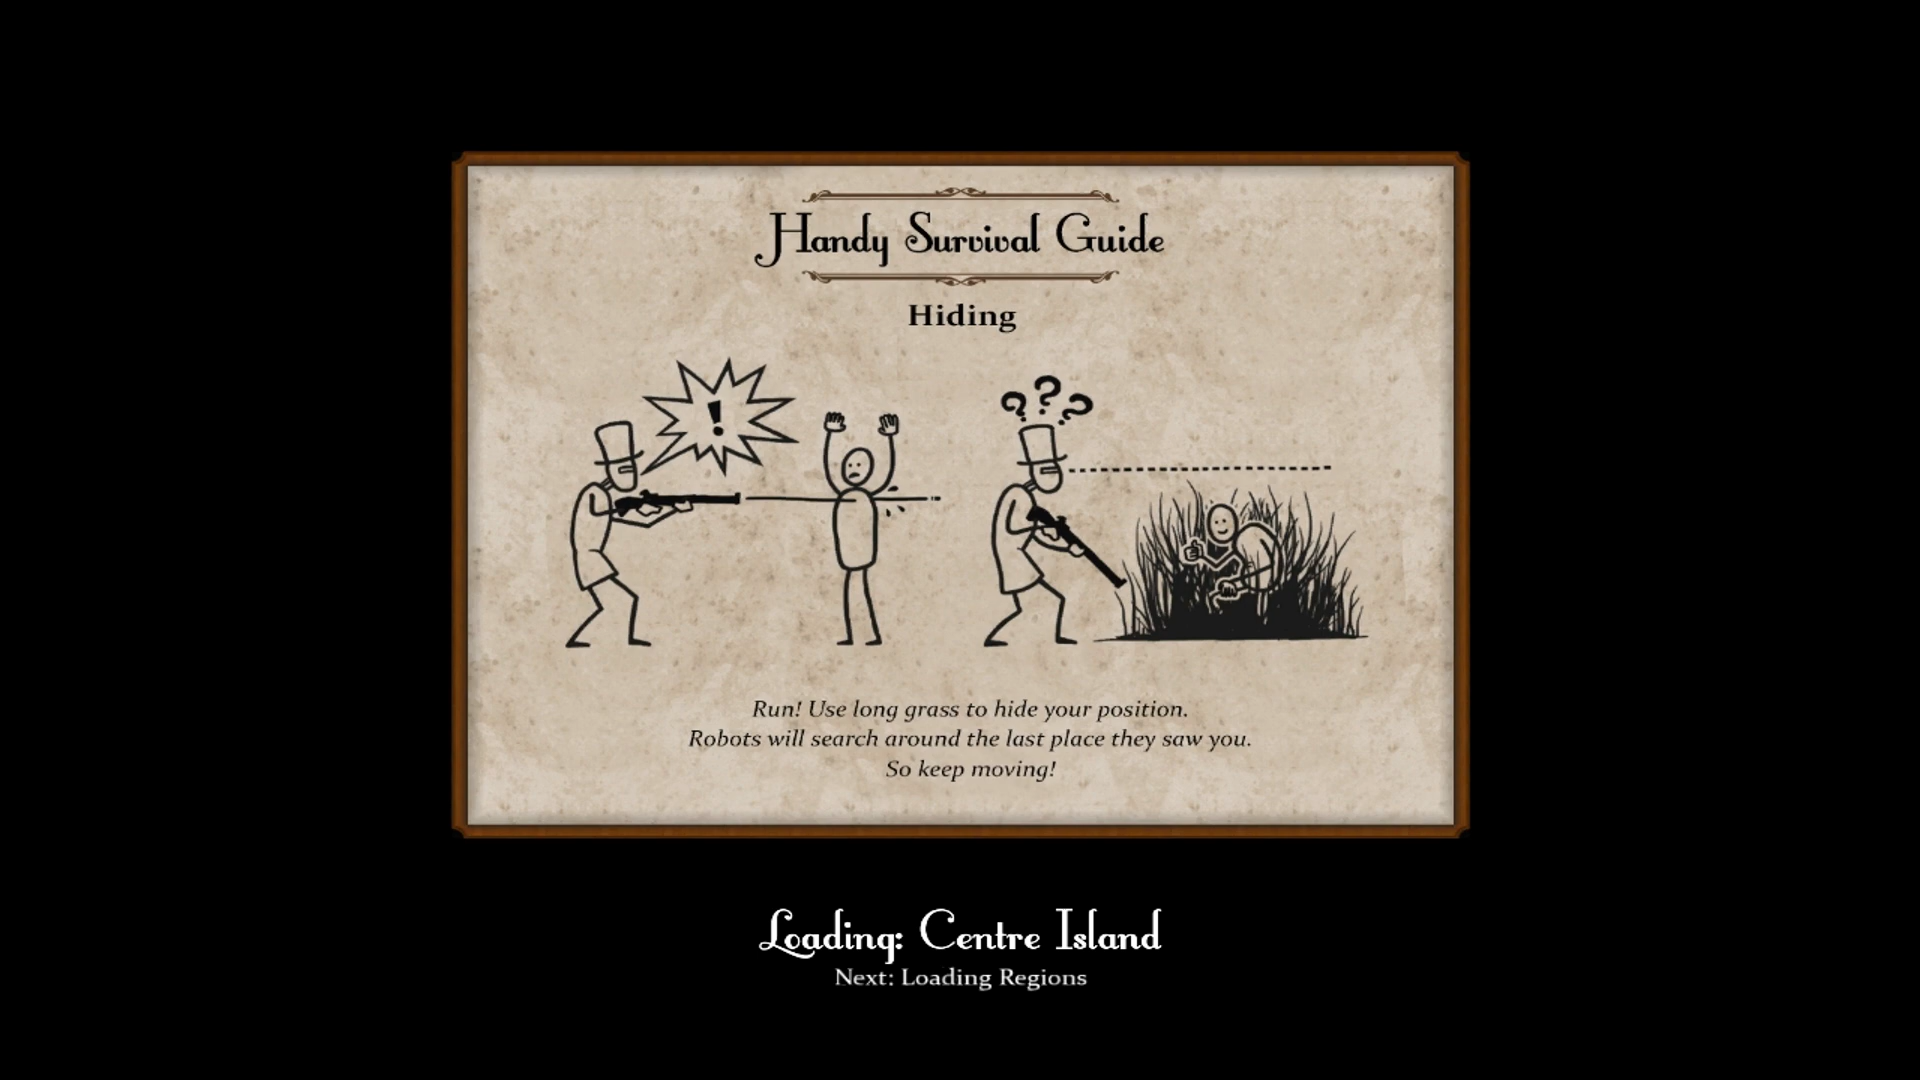 Handy Survival Guide
Hiding
!
? ? ?
Run! Use long grass to hide your position.
Robots will search around the last place they saw you.
So keep moving!
Loading: Centre Island
Next: Loading Regions